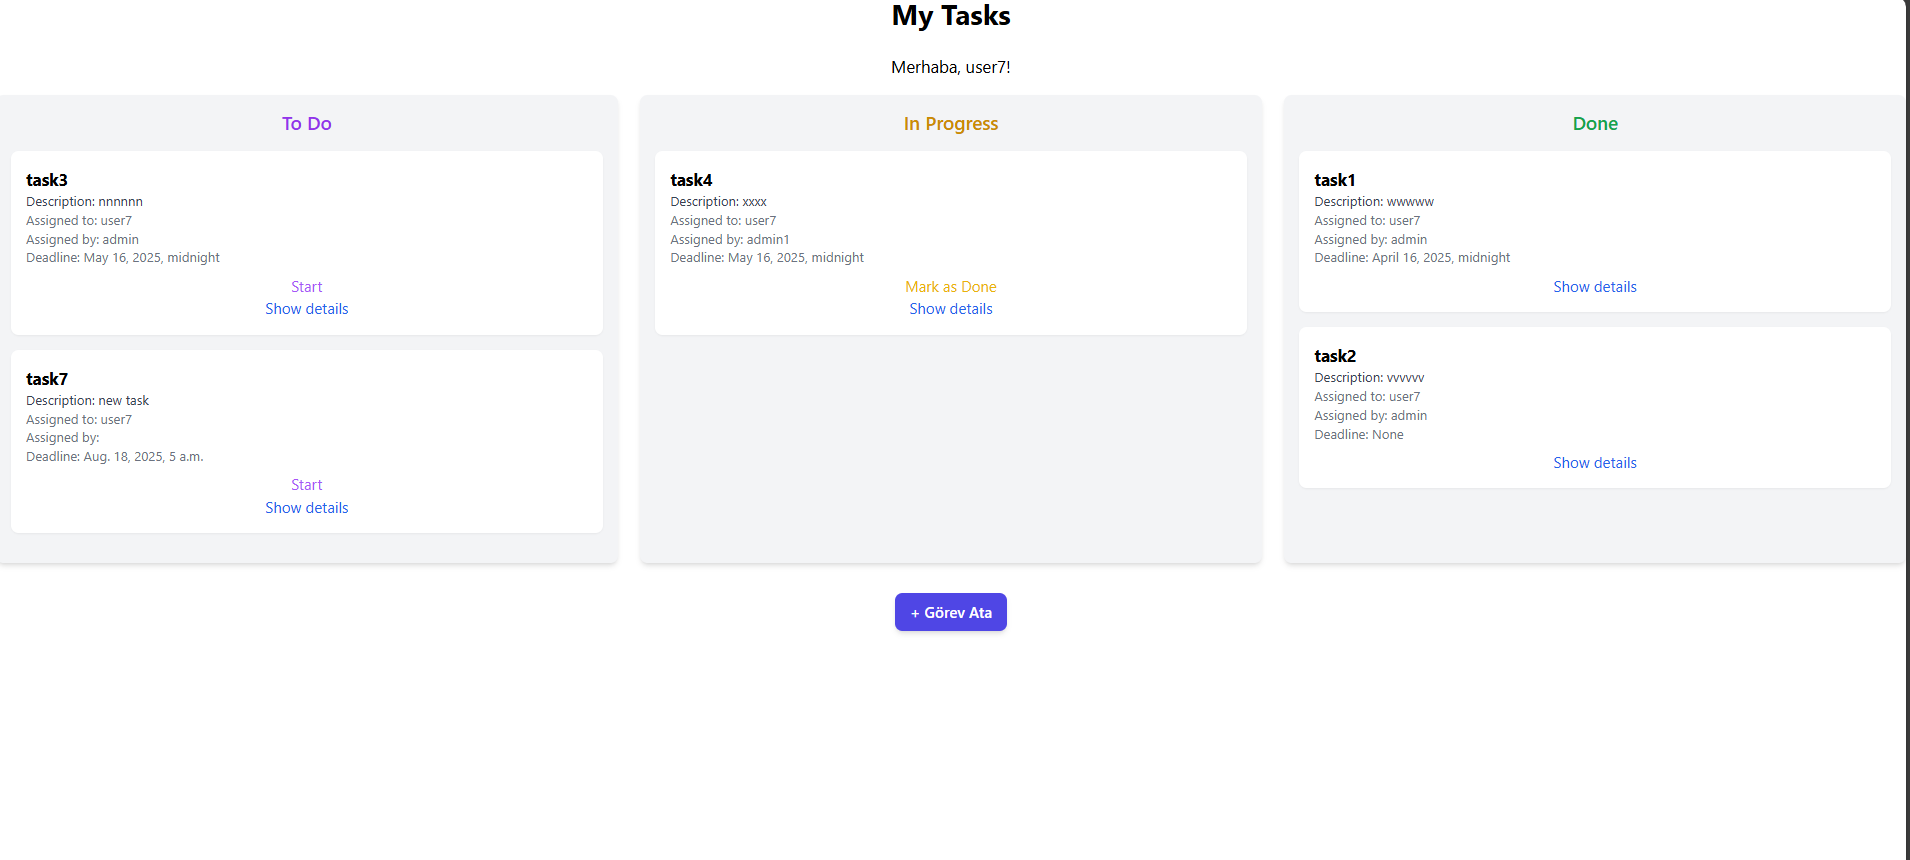 My Tasks
Merhaba, user7!
To Do
task3
Description: nnnnnn
Assigned to: user7
Assigned by: admin
Deadline: May 16, 2025, midnight
Start
Show details
task7
Description: new task
Assigned to: user7
Assigned by:
Deadline: Aug. 18, 2025, 5 a.m.
Start
Show details
In Progress
task4
Description: xxxx
Assigned to: user7
Assigned by: admin1
Deadline: May 16, 2025, midnight
Mark as Done
Show details
Done
task1
Description: wwwww
Assigned to: user7
Assigned by: admin
Deadline: April 16, 2025, midnight
Show details
task2
Description: vvvvvv
Assigned to: user7
Assigned by: admin
Deadline: None
Show details
+ Görev Ata